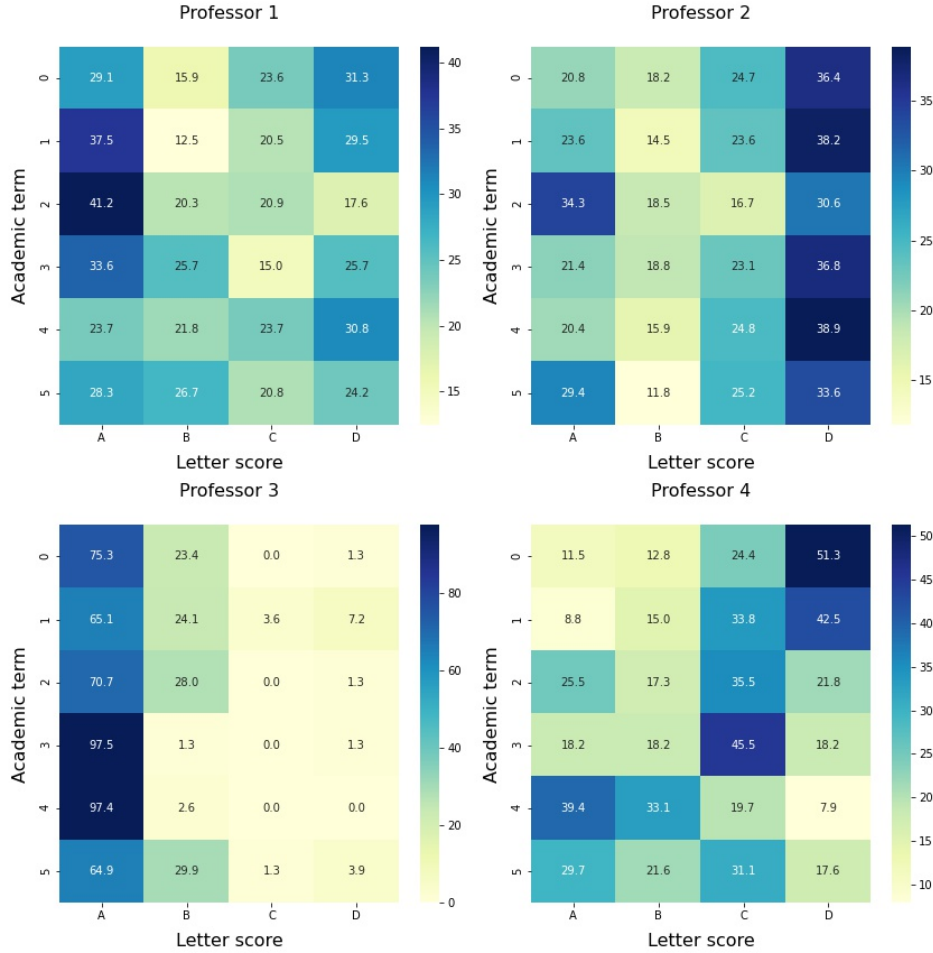 Professor 1
Academic term
0 29.1 15.9 23.6 31.3
1 37.5 12.5 20.5 29.5
2 41.2 20.3 20.9 17.6
3 33.6 25.7 15.0 25.7
4 23.7 21.8 23.7 30.8
5 28.3 26.7 20.8 24.2
A B C D
Letter score
40
35
30
25
20
15
Professor 2
Academic term
0 20.8 18.2 24.7 36.4
1 23.6 14.5 23.6 38.2
2 34.3 18.5 16.7 30.6
3 21.4 18.8 23.1 36.8
4 20.4 15.9 24.8 38.9
5 29.4 11.8 25.2 33.6
A B C D
Letter score
35
30
25
20
15
Professor 3
Academic term
0 75.3 23.4 0.0 1.3
1 65.1 24.1 3.6 7.2
2 70.7 28.0 0.0 1.3
3 97.5 1.3 0.0 1.3
4 97.4 2.6 0.0 0.0
5 64.9 29.9 1.3 3.9
A B C D
Letter score
80
60
40
20
0
Professor 4
Academic term
0 11.5 12.8 24.4 51.3
1 8.8 15.0 33.8 42.5
2 25.5 17.3 35.5 21.8
3 18.2 18.2 45.5 18.2
4 39.4 33.1 19.7 7.9
5 29.7 21.6 31.1 17.6
A B C D
Letter score
50
45
40
35
30
25
20
15
10